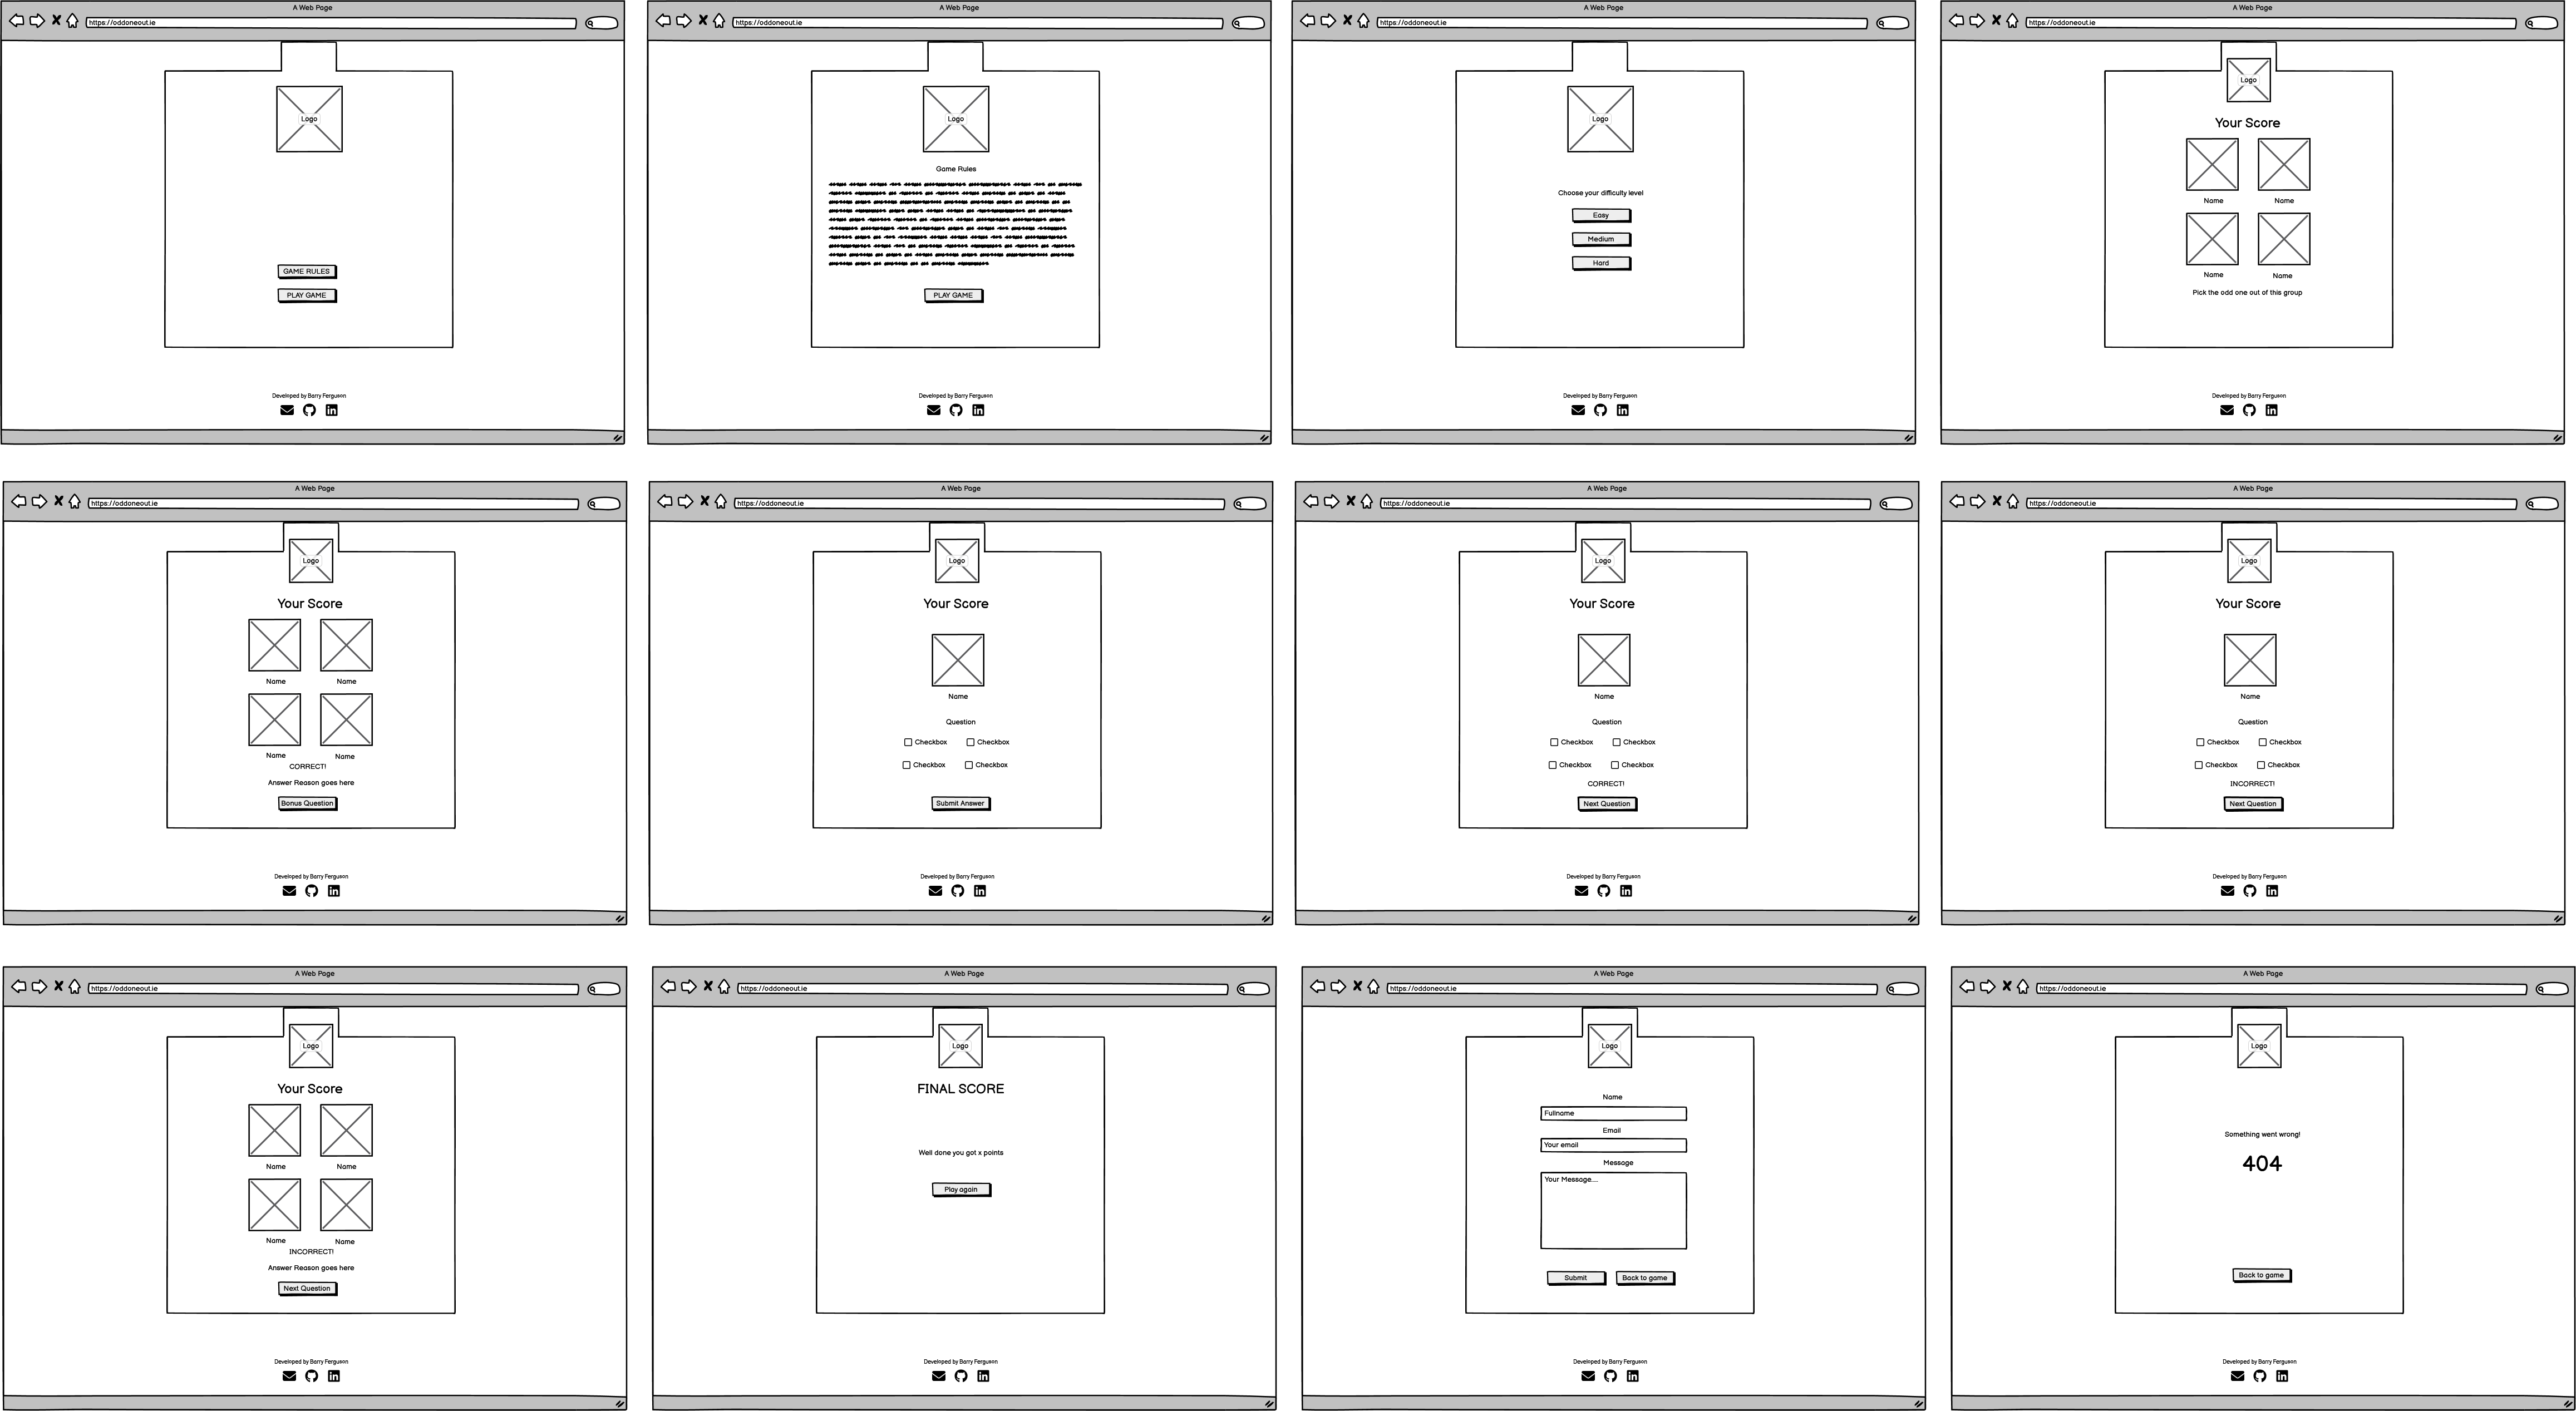 A Web Page
https://oddoneout.ie
Logo
GAME RULES
PLAY GAME
Developed by Barry Ferguson
A Web Page
https://oddoneout.ie
Logo
Game Rules
PLAY GAME
Developed by Barry Ferguson
A Web Page
https://oddoneout.ie
Logo
Choose your difficulty level
Easy
Medium
Hard
Developed by Barry Ferguson
A Web Page
https://oddoneout.ie
Logo
Your Score
Name Name
Name Name
Pick the odd one out of this group
Developed by Barry Ferguson
A Web Page
https://oddoneout.ie
Logo
Your Score
Name Name
Name Name
CORRECT!
Answer Reason goes here
Bonus Question
Developed by Barry Ferguson
A Web Page
https://oddoneout.ie
Logo
Your Score
Name
Question
Checkbox Checkbox
Checkbox Checkbox
Submit Answer
Developed by Barry Ferguson
A Web Page
https://oddoneout.ie
Logo
Your Score
Name
Question
Checkbox Checkbox
Checkbox Checkbox
CORRECT!
Next Question
Developed by Barry Ferguson
A Web Page
https://oddoneout.ie
Logo
Your Score
Name
Question
Checkbox Checkbox
Checkbox Checkbox
INCORRECT!
Next Question
Developed by Barry Ferguson
A Web Page
https://oddoneout.ie
Logo
Your Score
Name Name
Name Name
INCORRECT!
Answer Reason goes here
Next Question
Developed by Barry Ferguson
A Web Page
https://oddoneout.ie
Logo
FINAL SCORE
Well done you got x points
Play again
Developed by Barry Ferguson
A Web Page
https://oddoneout.ie
Logo
Name
Fullname
Email
Your email
Message
Your Message....
Submit Back to game
Developed by Barry Ferguson
A Web Page
https://oddoneout.ie
Logo
Something went wrong!
404
Back to game
Developed by Barry Ferguson